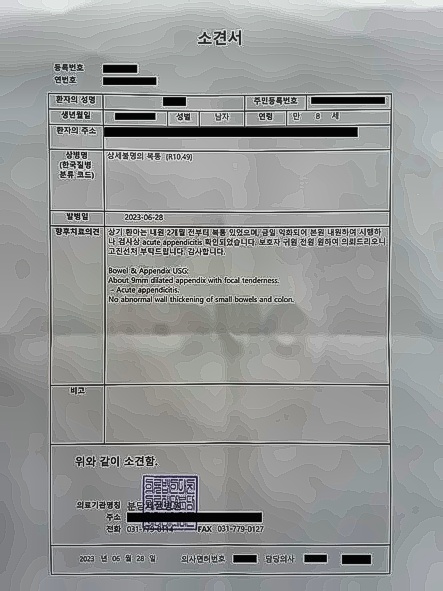 소견서
등록번호
연번호
환자의 성명 주민등록번호
생년월일 성별 남자 연령 만 8 세
환자의 주소
상병명 상세불명의 복통 [R10.49]
(한국질병
분류 코드)
발병일 2023-06-28
향후치료의견 상기 환아는 내원 2개월 전부터 복통 있었으며, 금일 악화되어 본원 내원하여 시행하
나 검사상 acute appendicitis 확인되었습니다. 보호자 귀원 전원 원하여 의뢰드리오니
고진선처 부탁드립니다. 감사합니다.
Bowel & Appendix USG:
About 9mm dilated appendix with focal tenderness.
- Acute appendicitis.
No abnormal wall thickening of small bowels and colon.
비고
위와 같이 소견함.
의료기관명칭 분당제생병원
주소
전화 031-779-0114 FAX 031-779-0127
2023 년 06 월 28 일 의사면허번호 담당의사